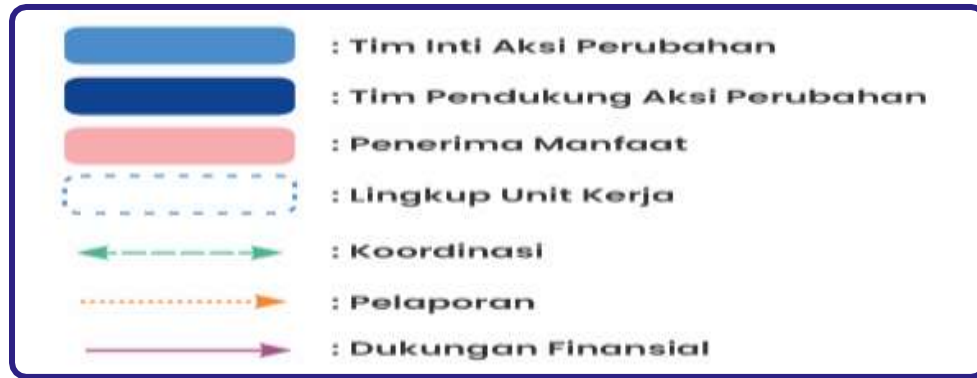 : Tim Inti Aksi Perubahan
: Tim Pendukung Aksi Perubahan
: Penerima Manfaat
: Lingkup Unit Kerja
: Koordinasi
: Pelaporan
: Dukungan Finansial